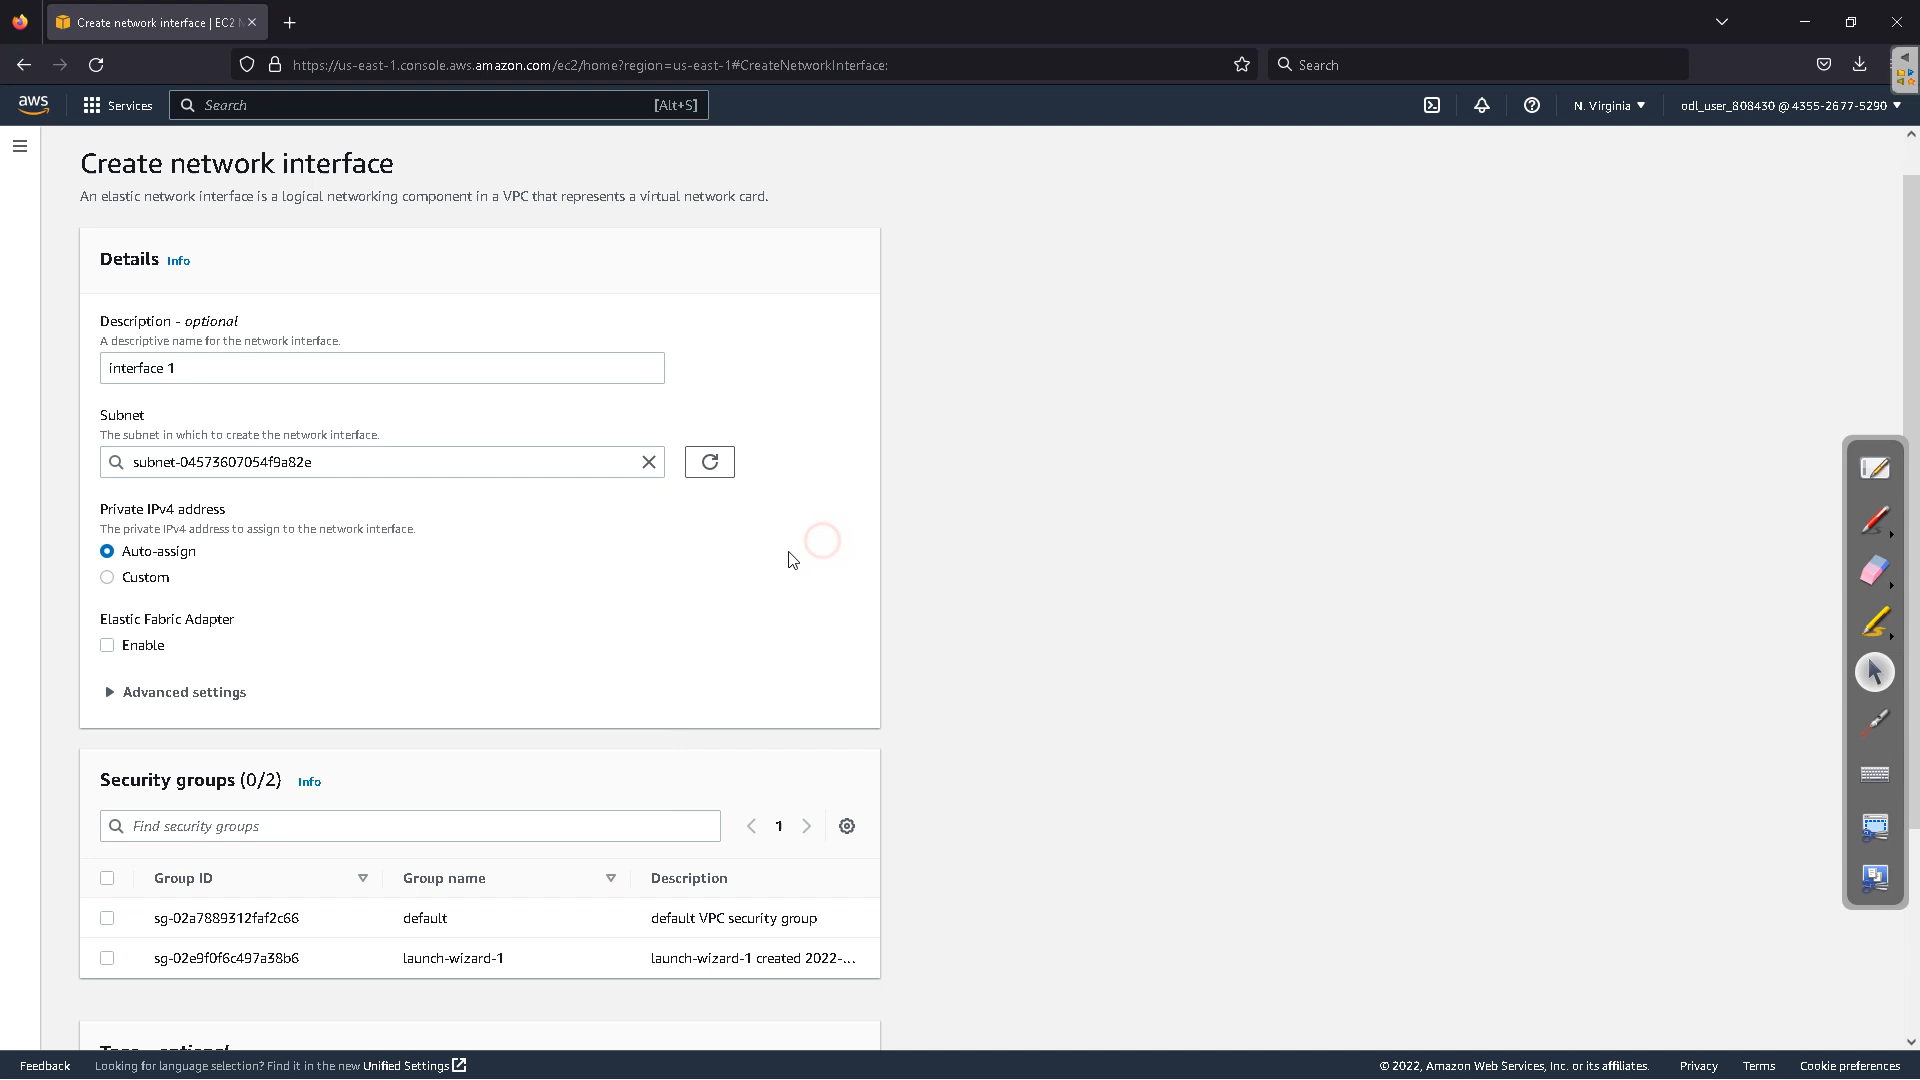 Create network interface | EC2
https://us-east-1.console.aws.amazon.com/ec2/home?region=us-east-1#CreateNetworkInterface:
Search
aws
Services
Search
[Alt+S]
N. Virginia
odl_user_808430 @ 4355-2677-5290
Create network interface
An elastic network interface is a logical networking component in a VPC that represents a virtual network card.
Details Info
Description - optional
A descriptive name for the network interface.
interface 1
Subnet
The subnet in which to create the network interface.
subnet-04573607054f9a82e
Private IPv4 address
The private IPv4 address to assign to the network interface.
Auto-assign
Custom
Elastic Fabric Adapter
Enable
Advanced settings
Security groups (0/2) Info
Find security groups
1
Group ID Group name Description
sg-02a7889312faf2c66 default default VPC security group
sg-02e9f0f6c497a38b6 launch-wizard-1 launch-wizard-1 created 2022-...
Tags - optional
Feedback Looking for language selection? Find it in the new Unified Settings © 2022, Amazon Web Services, Inc. or its affiliates. Privacy Terms Cookie preferences